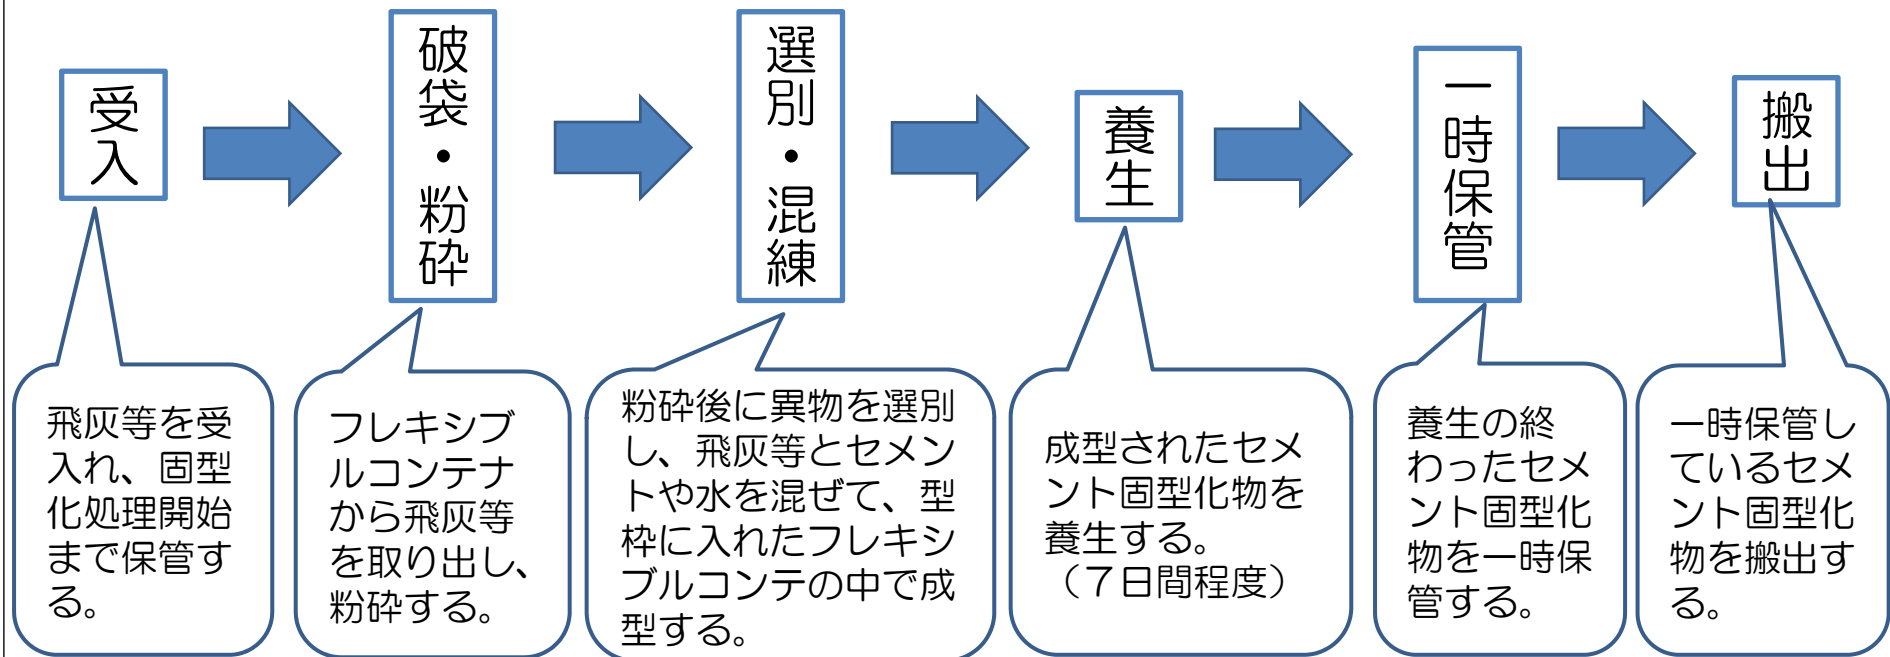 受入
破袋・粉砕
選別・混練
養生
一時保管
搬出
飛灰等を受
入れ、固型
化処理開始
まで保管す
る。
フレキシブ
ルコンテナ
から飛灰等
を取り出し、
粉砕する。
粉砕後に異物を選別
し、飛灰等とセメン
トや水を混ぜて、型
枠に入れたフレキシ
ブルコンテの中で成
型する。
成型されたセメ
ント固型化物を
養生する。
（７日間程度）
養生の終
わったセメ
ント固型化
物を一時保
管する。
一時保管し
ているセメ
ント固型化
物を搬出す
る。